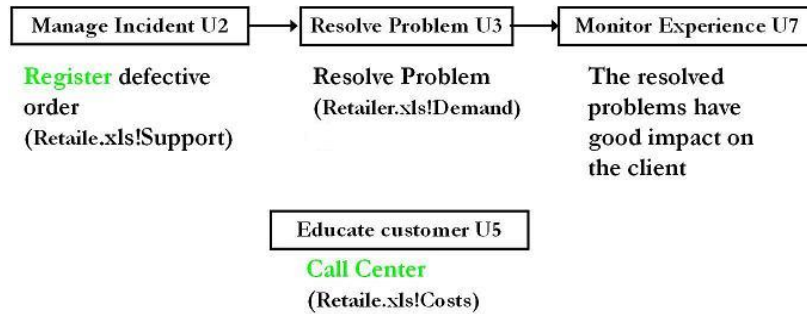 Manage Incident U2
Resolve Problem U3
Monitor Experience U7
Register defective
order
(Retaile.xls!Support)
Resolve Problem
(Retailer.xls!Demand)
The resolved
problems have
good impact on
the client
Educate customer U5
Call Center
(Retaile.xls!Costs)